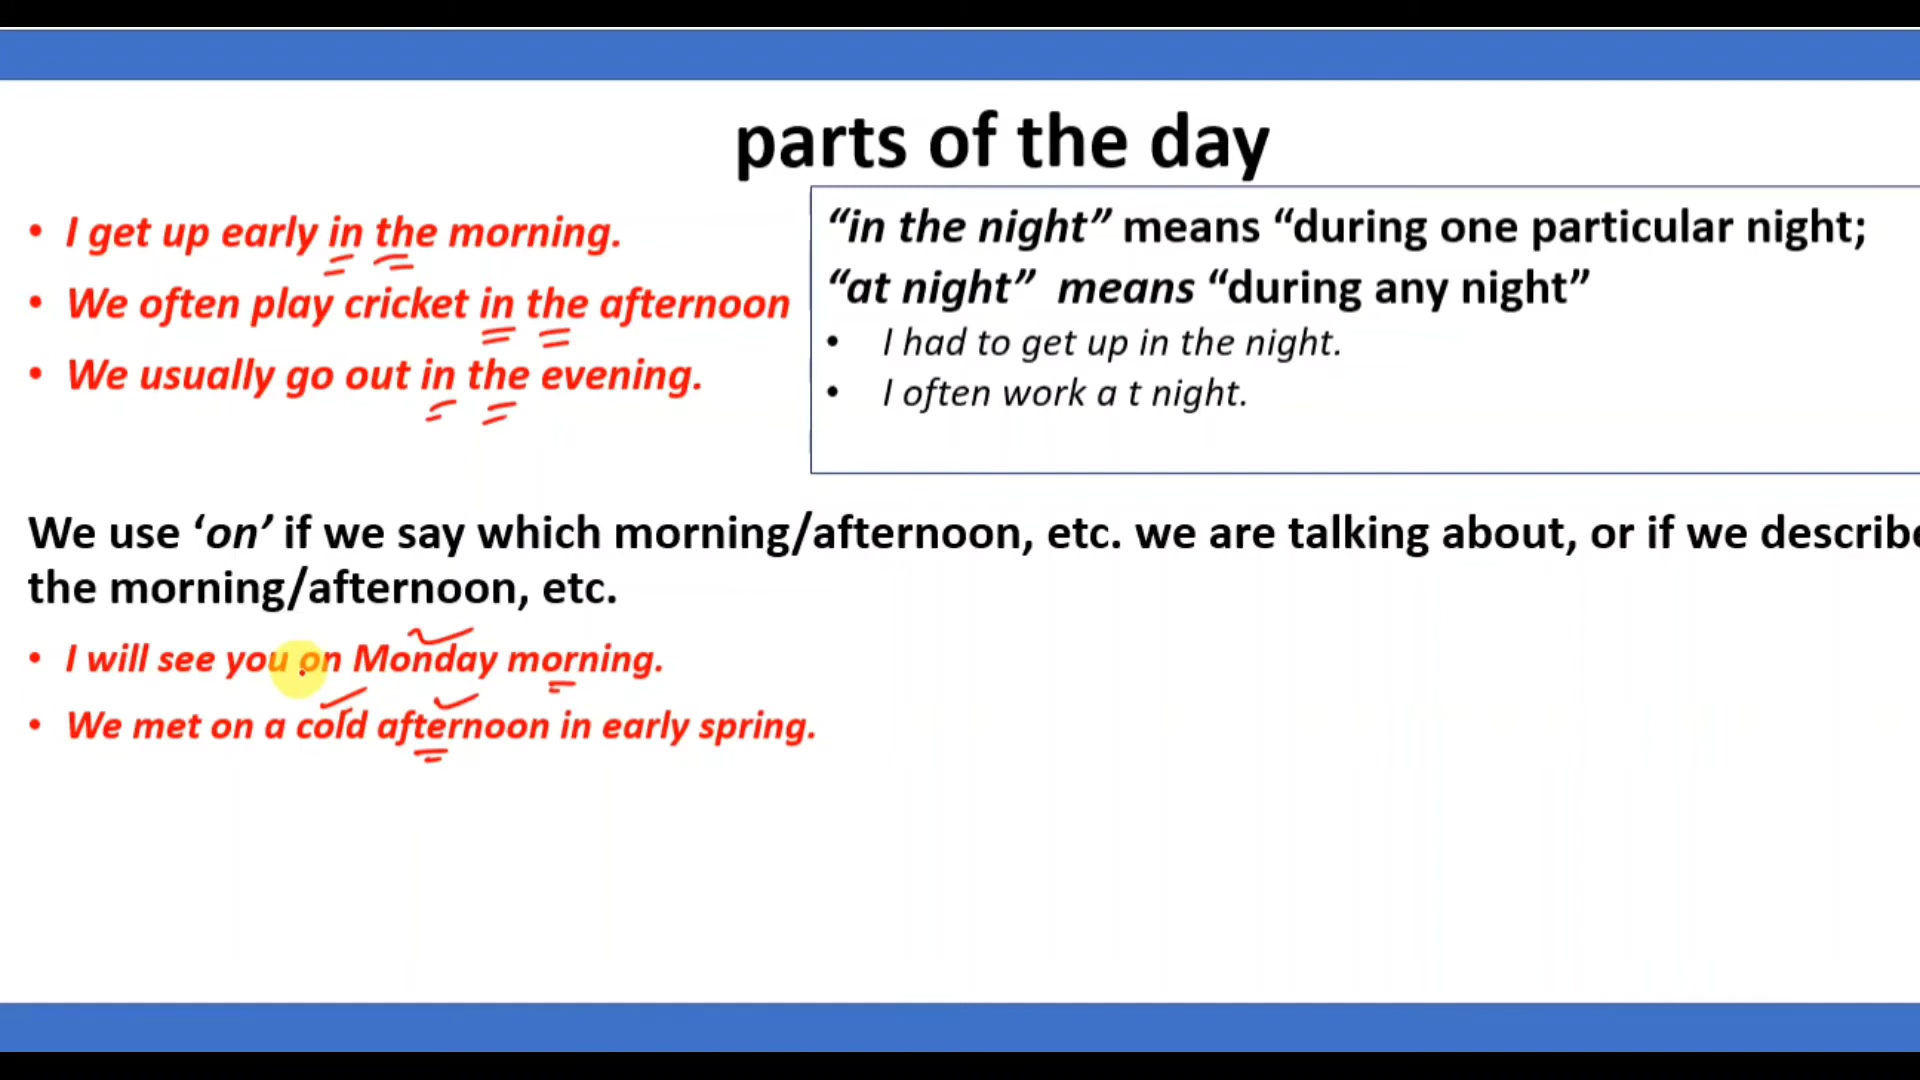 parts of the day
• I get up early in the morning.
• We often play cricket in the afternoon
• We usually go out in the evening.
“in the night” means “during one particular night;
“at night” means “during any night”
• I had to get up in the night.
• I often work a t night.
We use ‘on’ if we say which morning/afternoon, etc. we are talking about, or if we describe
the morning/afternoon, etc.
• I will see you on Monday morning.
• We met on a cold afternoon in early spring.